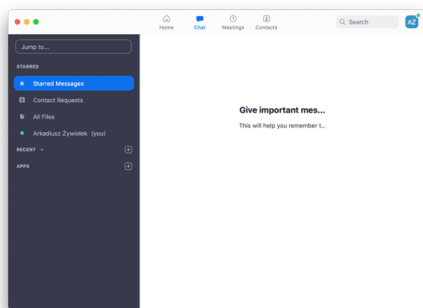 Home Chat Meetings Contacts Search AZ
Jump to...
STARRED
Starred Messages
Contact Requests
All Files
Arkadiusz Żywiołek (you)
RECENT
APPS
Give important mes...
This will help you remember t...